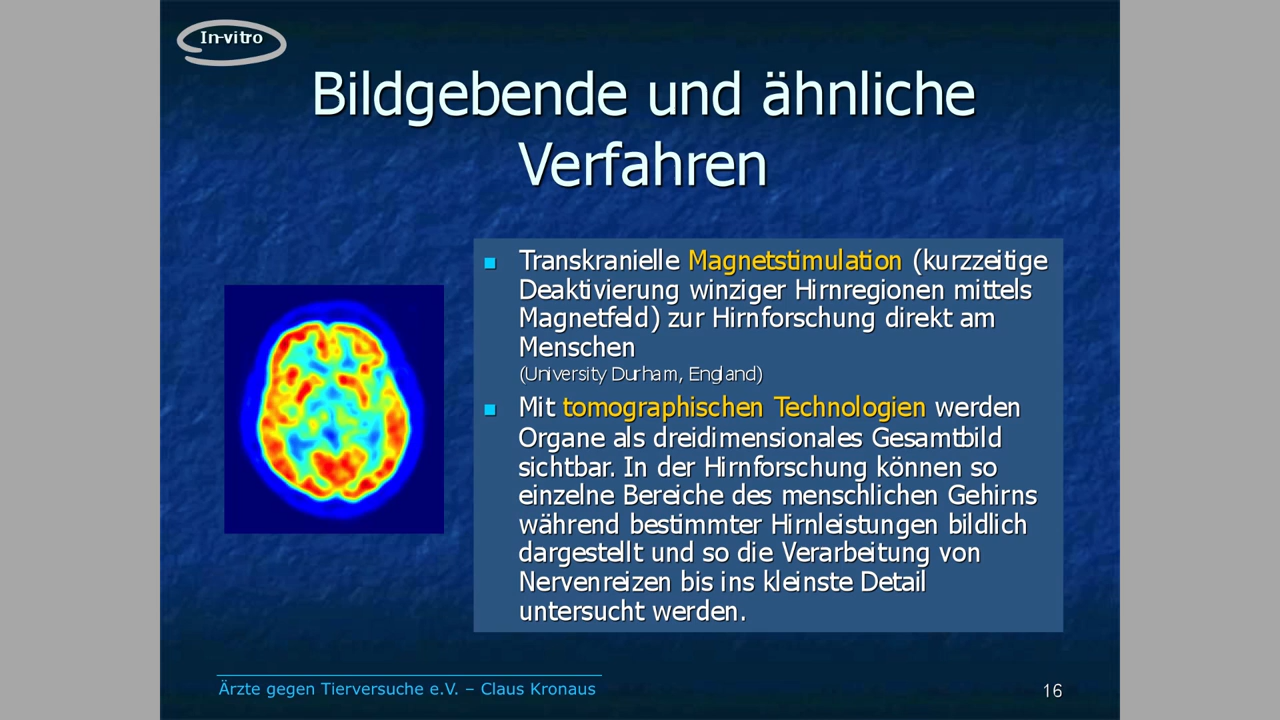 In-vitro
Bildgebende und ähnliche
Verfahren
Transkranielle Magnetstimulation (kurzzeitige
Deaktivierung winziger Hirnregionen mittels
Magnetfeld) zur Hirnforschung direkt am
Menschen
(University Durham, England)
Mit tomographischen Technologien werden
Organe als dreidimensionales Gesamtbild
sichtbar. In der Hirnforschung können so
einzelne Bereiche des menschlichen Gehirns
während bestimmter Hirnleistungen bildlich
dargestellt und so die Verarbeitung von
Nervenreizen bis ins kleinste Detail
untersucht werden.
Ärzte gegen Tierversuche e.V. – Claus Kronaus
16